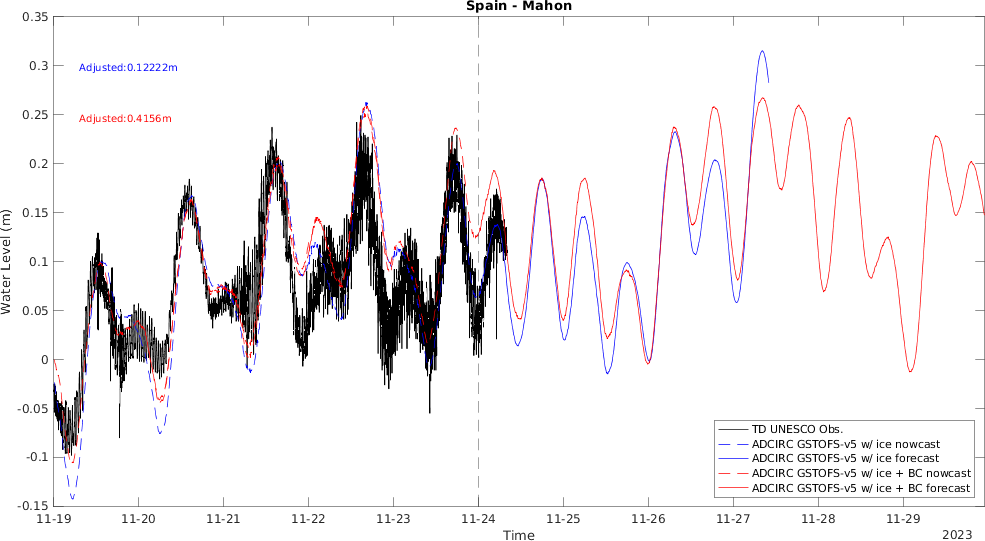 Spain - Mahon
0.35
0.3
0.25
0.2
0.15
0.1
0.05
0
-0.05
-0.1
-0.15
Water Level (m)
Adjusted:0.12222m
Adjusted:0.4156m
TD UNESCO Obs.
ADCIRC GSTOFS-v5 w/ ice nowcast
ADCIRC GSTOFS-v5 w/ ice forecast
ADCIRC GSTOFS-v5 w/ ice + BC nowcast
ADCIRC GSTOFS-v5 w/ ice + BC forecast
11-19 11-20 11-21 11-22 11-23 11-24 11-25 11-26 11-27 11-28 11-29
Time
2023